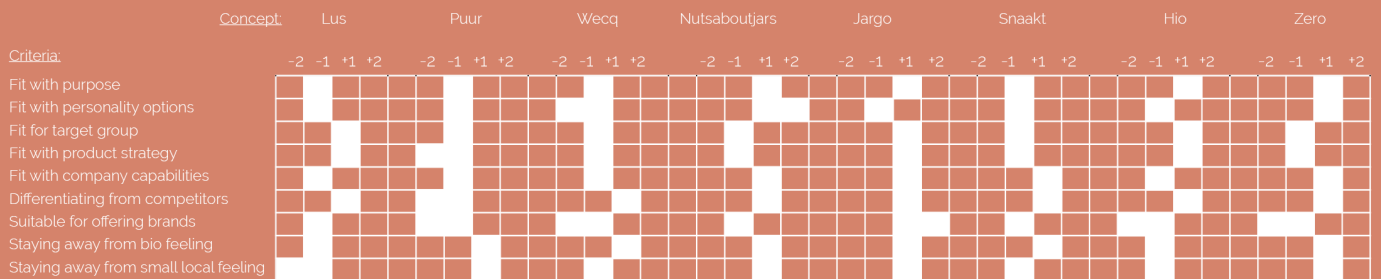 Concept: Lus Puur Wecq Nutsaboutjars Jargo Snaakt Hio Zero
Criteria:
-2 -1 +1 +2 -2 -1 +1 +2 -2 -1 +1 +2 -2 -1 +1 +2 -2 -1 +1 +2 -2 -1 +1 +2 -2 -1 +1 +2 -2 -1 +1 +2
Fit with purpose
Fit with personality options
Fit for target group
Fit with product strategy
Fit with company capabilities
Differentiating from competitors
Suitable for offering brands
Staying away from bio feeling
Staying away from small local feeling